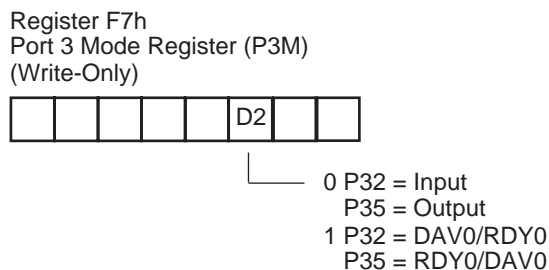 Register F7h
Port 3 Mode Register (P3M)
(Write-Only)
D2
0 P32 = Input
P35 = Output
1 P32 = DAV0/RDY0
P35 = RDY0/DAV0